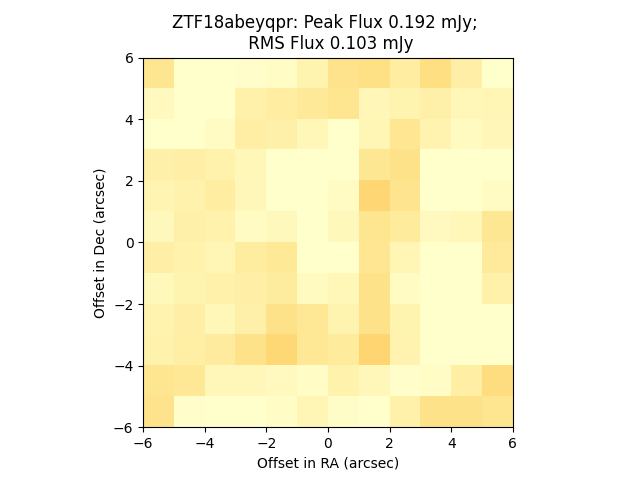 ZTF18abeyqpr: Peak Flux 0.192 mJy;
RMS Flux 0.103 mJy
6
4
2
0
−2
−4
−6
Offset in Dec (arcsec)
−6 −4 −2 0 2 4 6
Offset in RA (arcsec)